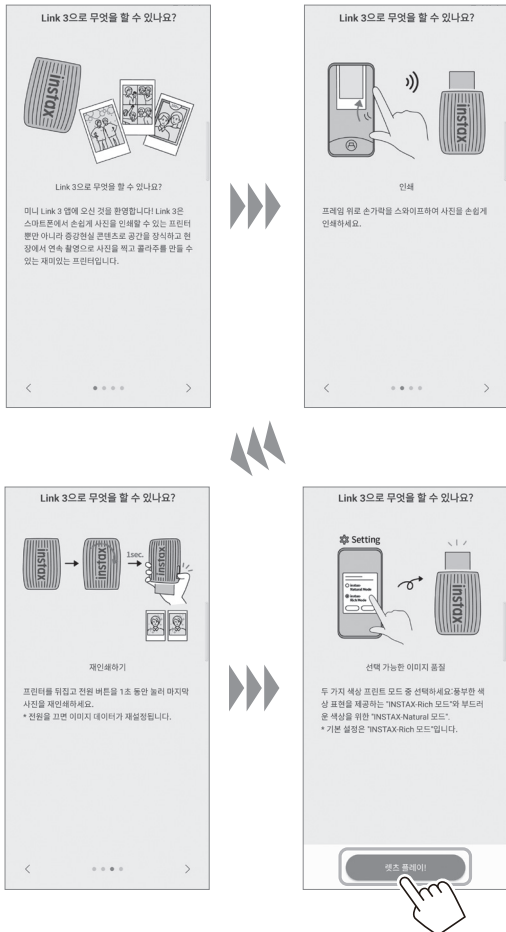 Link 3으로 무엇을 할 수 있나요?
instax
Link 3으로 무엇을 할 수 있나요?
미니 Link 3 앱에 오신 것을 환영합니다! Link 3은
스마트폰에서 손쉽게 사진을 인쇄할 수 있는 프린터
뿐만 아니라 증강현실 콘텐츠로 공간을 장식하고 현
장에서 연속 촬영으로 사진을 찍고 콜라주를 만들 수
있는 재미있는 프린터입니다.
Link 3으로 무엇을 할 수 있나요?
instax
인쇄
프레임 위로 손가락을 스와이프하여 사진을 손쉽게
인쇄하세요.
Link 3으로 무엇을 할 수 있나요?
instax
instax
1sec.
instax
재인쇄하기
프린터를 뒤집고 전원 버튼을 1초 동안 눌러 마지막
사진을 재인쇄하세요.
* 전원을 끄면 이미지 데이터가 재설정됩니다.
Link 3으로 무엇을 할 수 있나요?
Setting
instax
Natural Mode
instax
Rich Mode
instax
선택 가능한 이미지 품질
두 가지 색상 프린트 모드 중 선택하세요:풍부한 색
상 표현을 제공하는 "INSTAX-Rich 모드"와 부드러
운 색상을 위한 "INSTAX-Natural 모드".
* 기본 설정은 "INSTAX-Rich 모드"입니다.
렛츠 플레이!